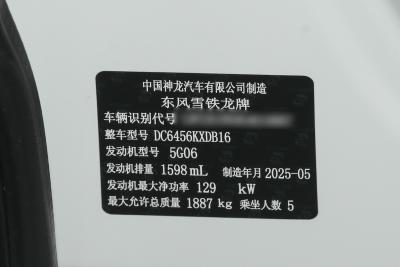 中国神龙汽车有限公司制造
东风雪铁龙牌
车辆识别代号
整车型号 DC6456KXDB16
发动机型号 5G06
发动机排量 1598mL 制造年月 2025-05
发动机最大净功率 129 kW
最大允许总质量 1887 kg 乘坐人数 5